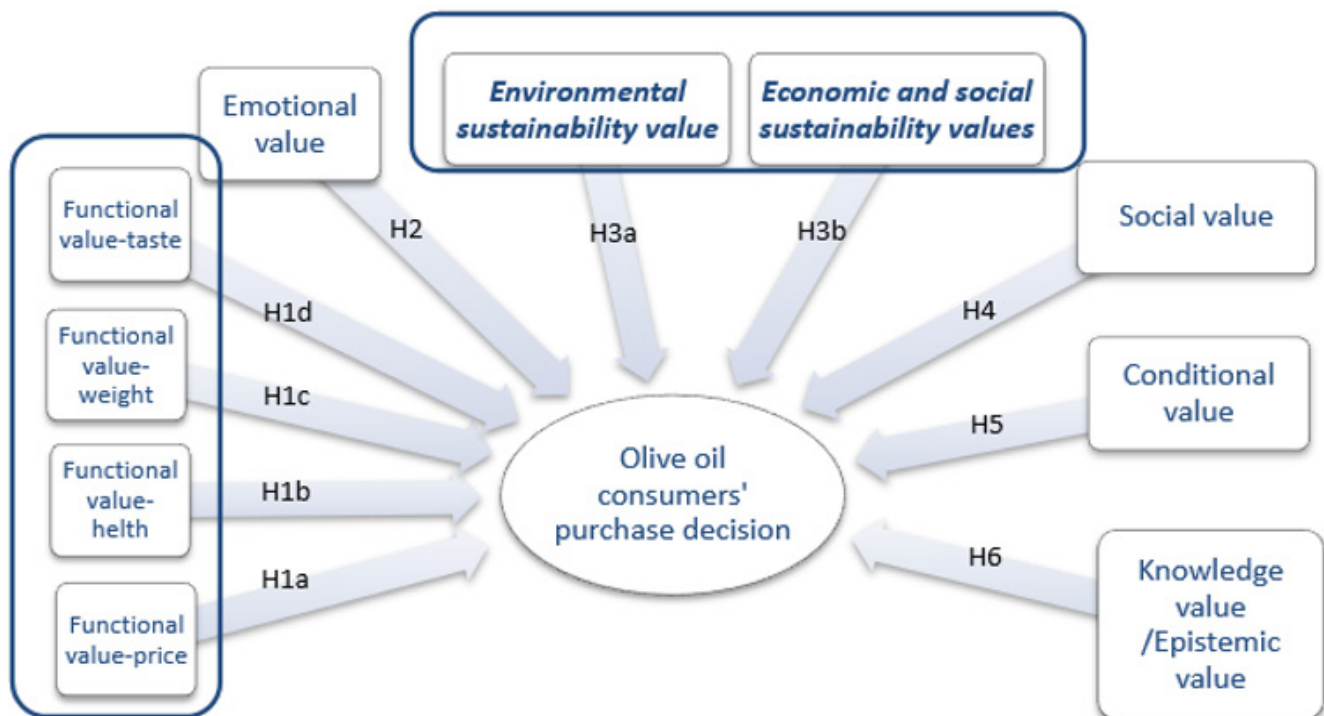 Environmental
sustainability value
Economic and social
sustainability values
Emotional
value
Functional
value-taste
Social value
H2
H3a
H3b
H1d
H4
Functional
value-
weight
H1c
Conditional
value
H5
Functional
value-
helth
H1b
Olive oil
consumers'
purchase decision
H1a
H6
Functional
value-price
Knowledge
value
/Epistemic
value